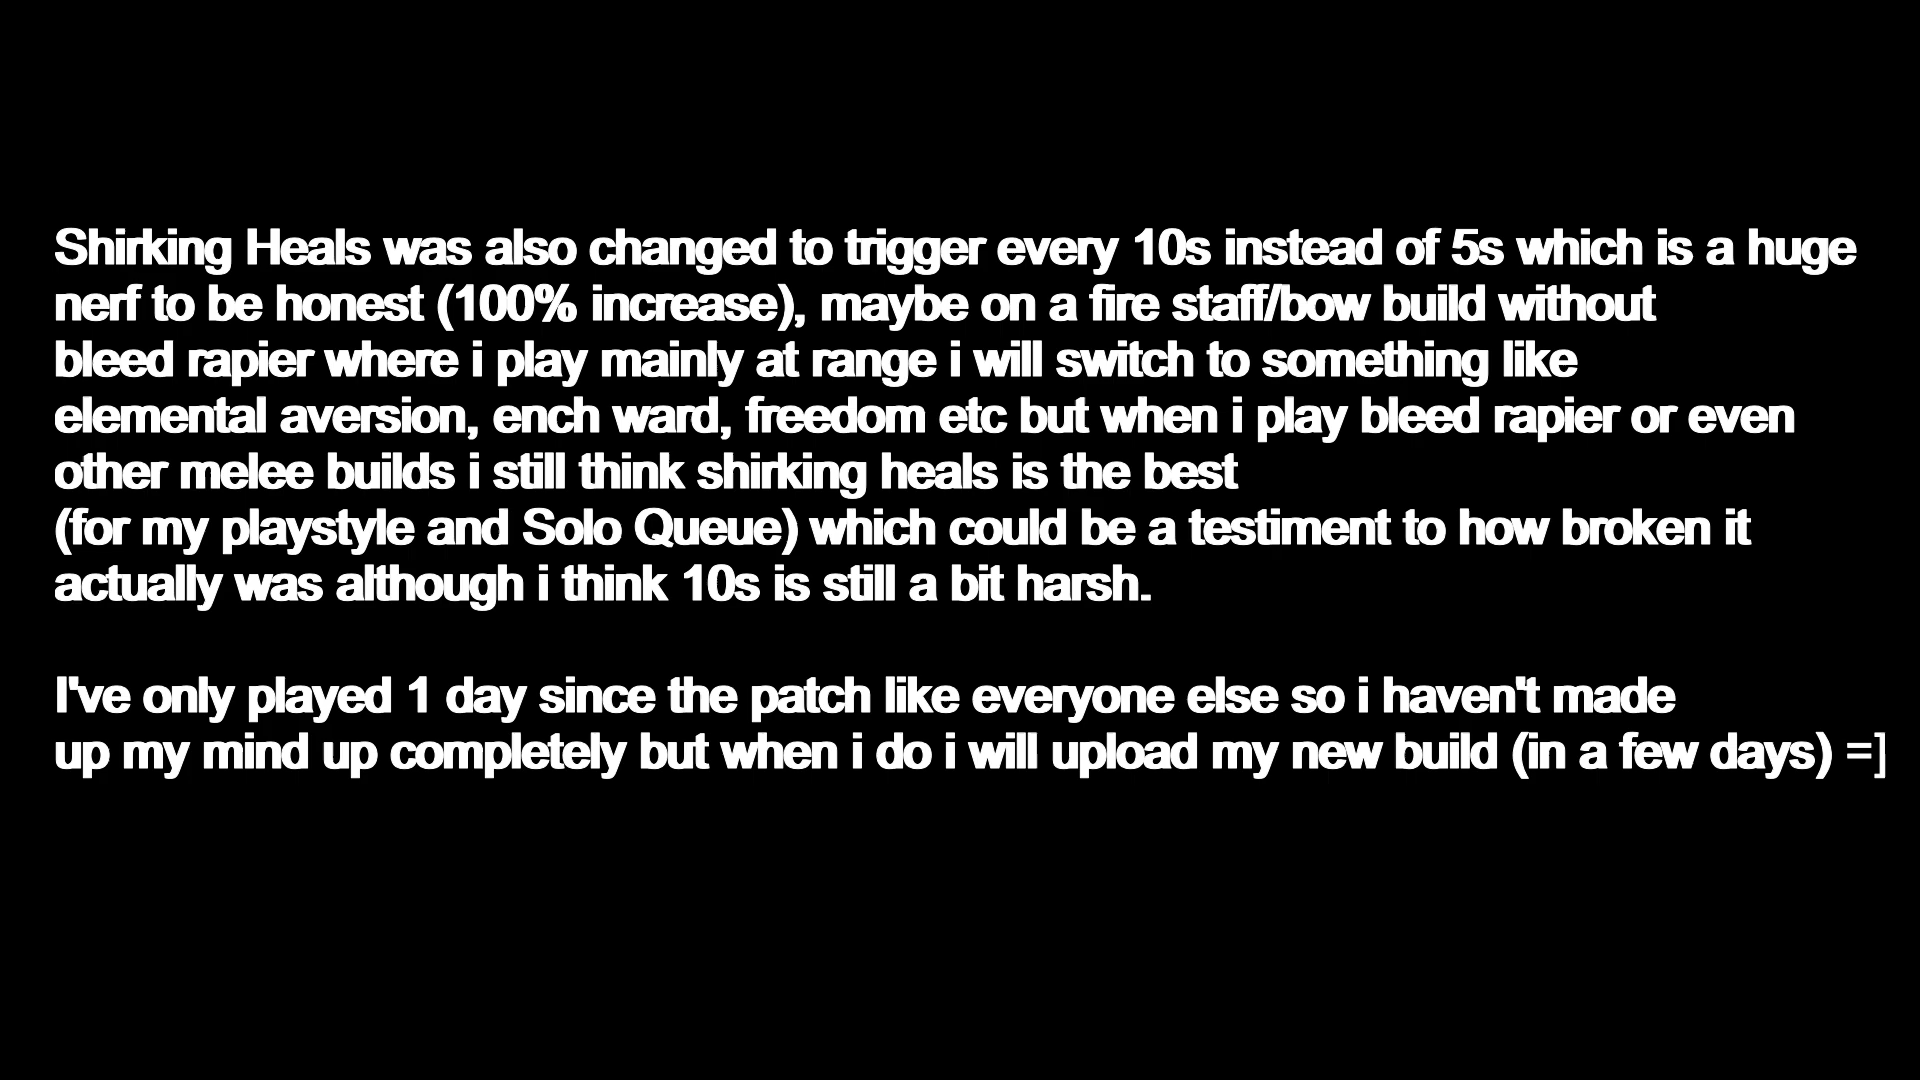 Shirking Heals was also changed to trigger every 10s instead of 5s which is a huge
nerf to be honest (100% increase), maybe on a fire staff/bow build without
bleed rapier where i play mainly at range i will switch to something like
elemental aversion, ench ward, freedom etc but when i play bleed rapier or even
other melee builds i still think shirking heals is the best
(for my playstyle and Solo Queue) which could be a testiment to how broken it
actually was although i think 10s is still a bit harsh.
I've only played 1 day since the patch like everyone else so i haven't made
up my mind up completely but when i do i will upload my new build (in a few days) =]